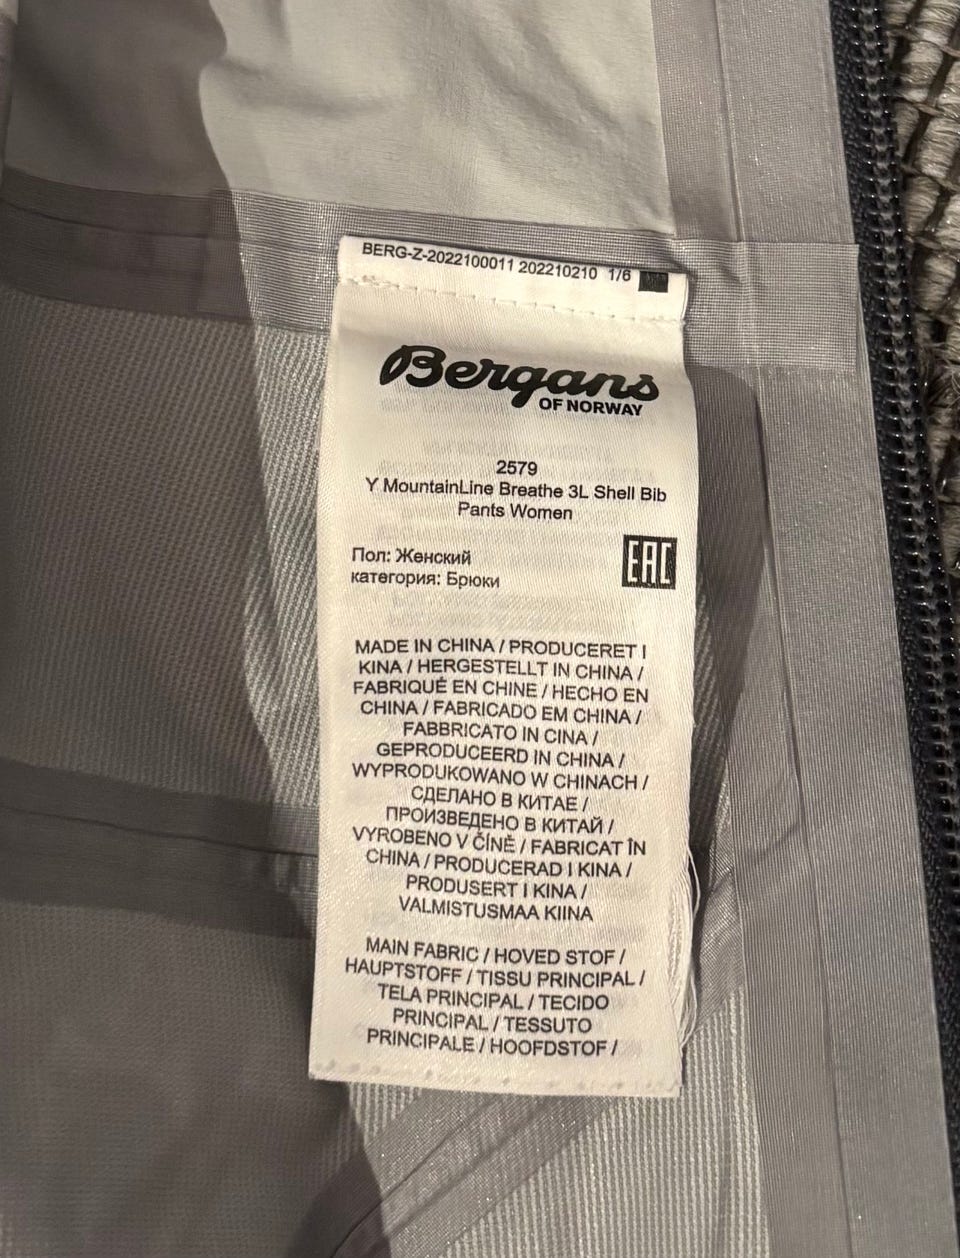 BERG-Z-2022100011 202210210 1/6
Bergans
OF NORWAY
2579
Y MountainLine Breathe 3L Shell Bib
Pants Women
Пол: Женский
категория: Брюки
EAC
MADE IN CHINA / PRODUCERET I
KINA / HERGESTELLT IN CHINA /
FABRIQUÉ EN CHINE / HECHO EN
CHINA / FABRICADO EM CHINA /
FABBRICATO IN CINA /
GEPRODUCEERD IN CHINA /
WYPRODUKOWANO W CHINACH /
СДЕЛАНО В КИТАЕ /
ПРОИЗВЕДЕНО В КИТАЙ /
VYROBENO V ČÍNĚ / FABRICAT ÎN
CHINA / PRODUCERAD I KINA /
PRODUSERT I KINA /
VALMISTUSMAA KIINA
MAIN FABRIC / HOVED STOF /
HAUPTSTOFF / TISSU PRINCIPAL /
TELA PRINCIPAL / TECIDO
PRINCIPAL / TESSUTO
PRINCIPALE / HOOFDSTOF /